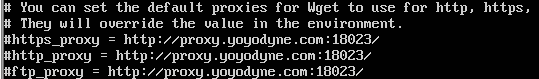 # You can set the default proxies for Wget to use for http, https,
# They will override the value in the environment.
#https_proxy = http://proxy.yoyodyne.com:18023/
#http_proxy = http://proxy.yoyodyne.com:18023/
#ftp_proxy = http://proxy.yoyodyne.com:18023/